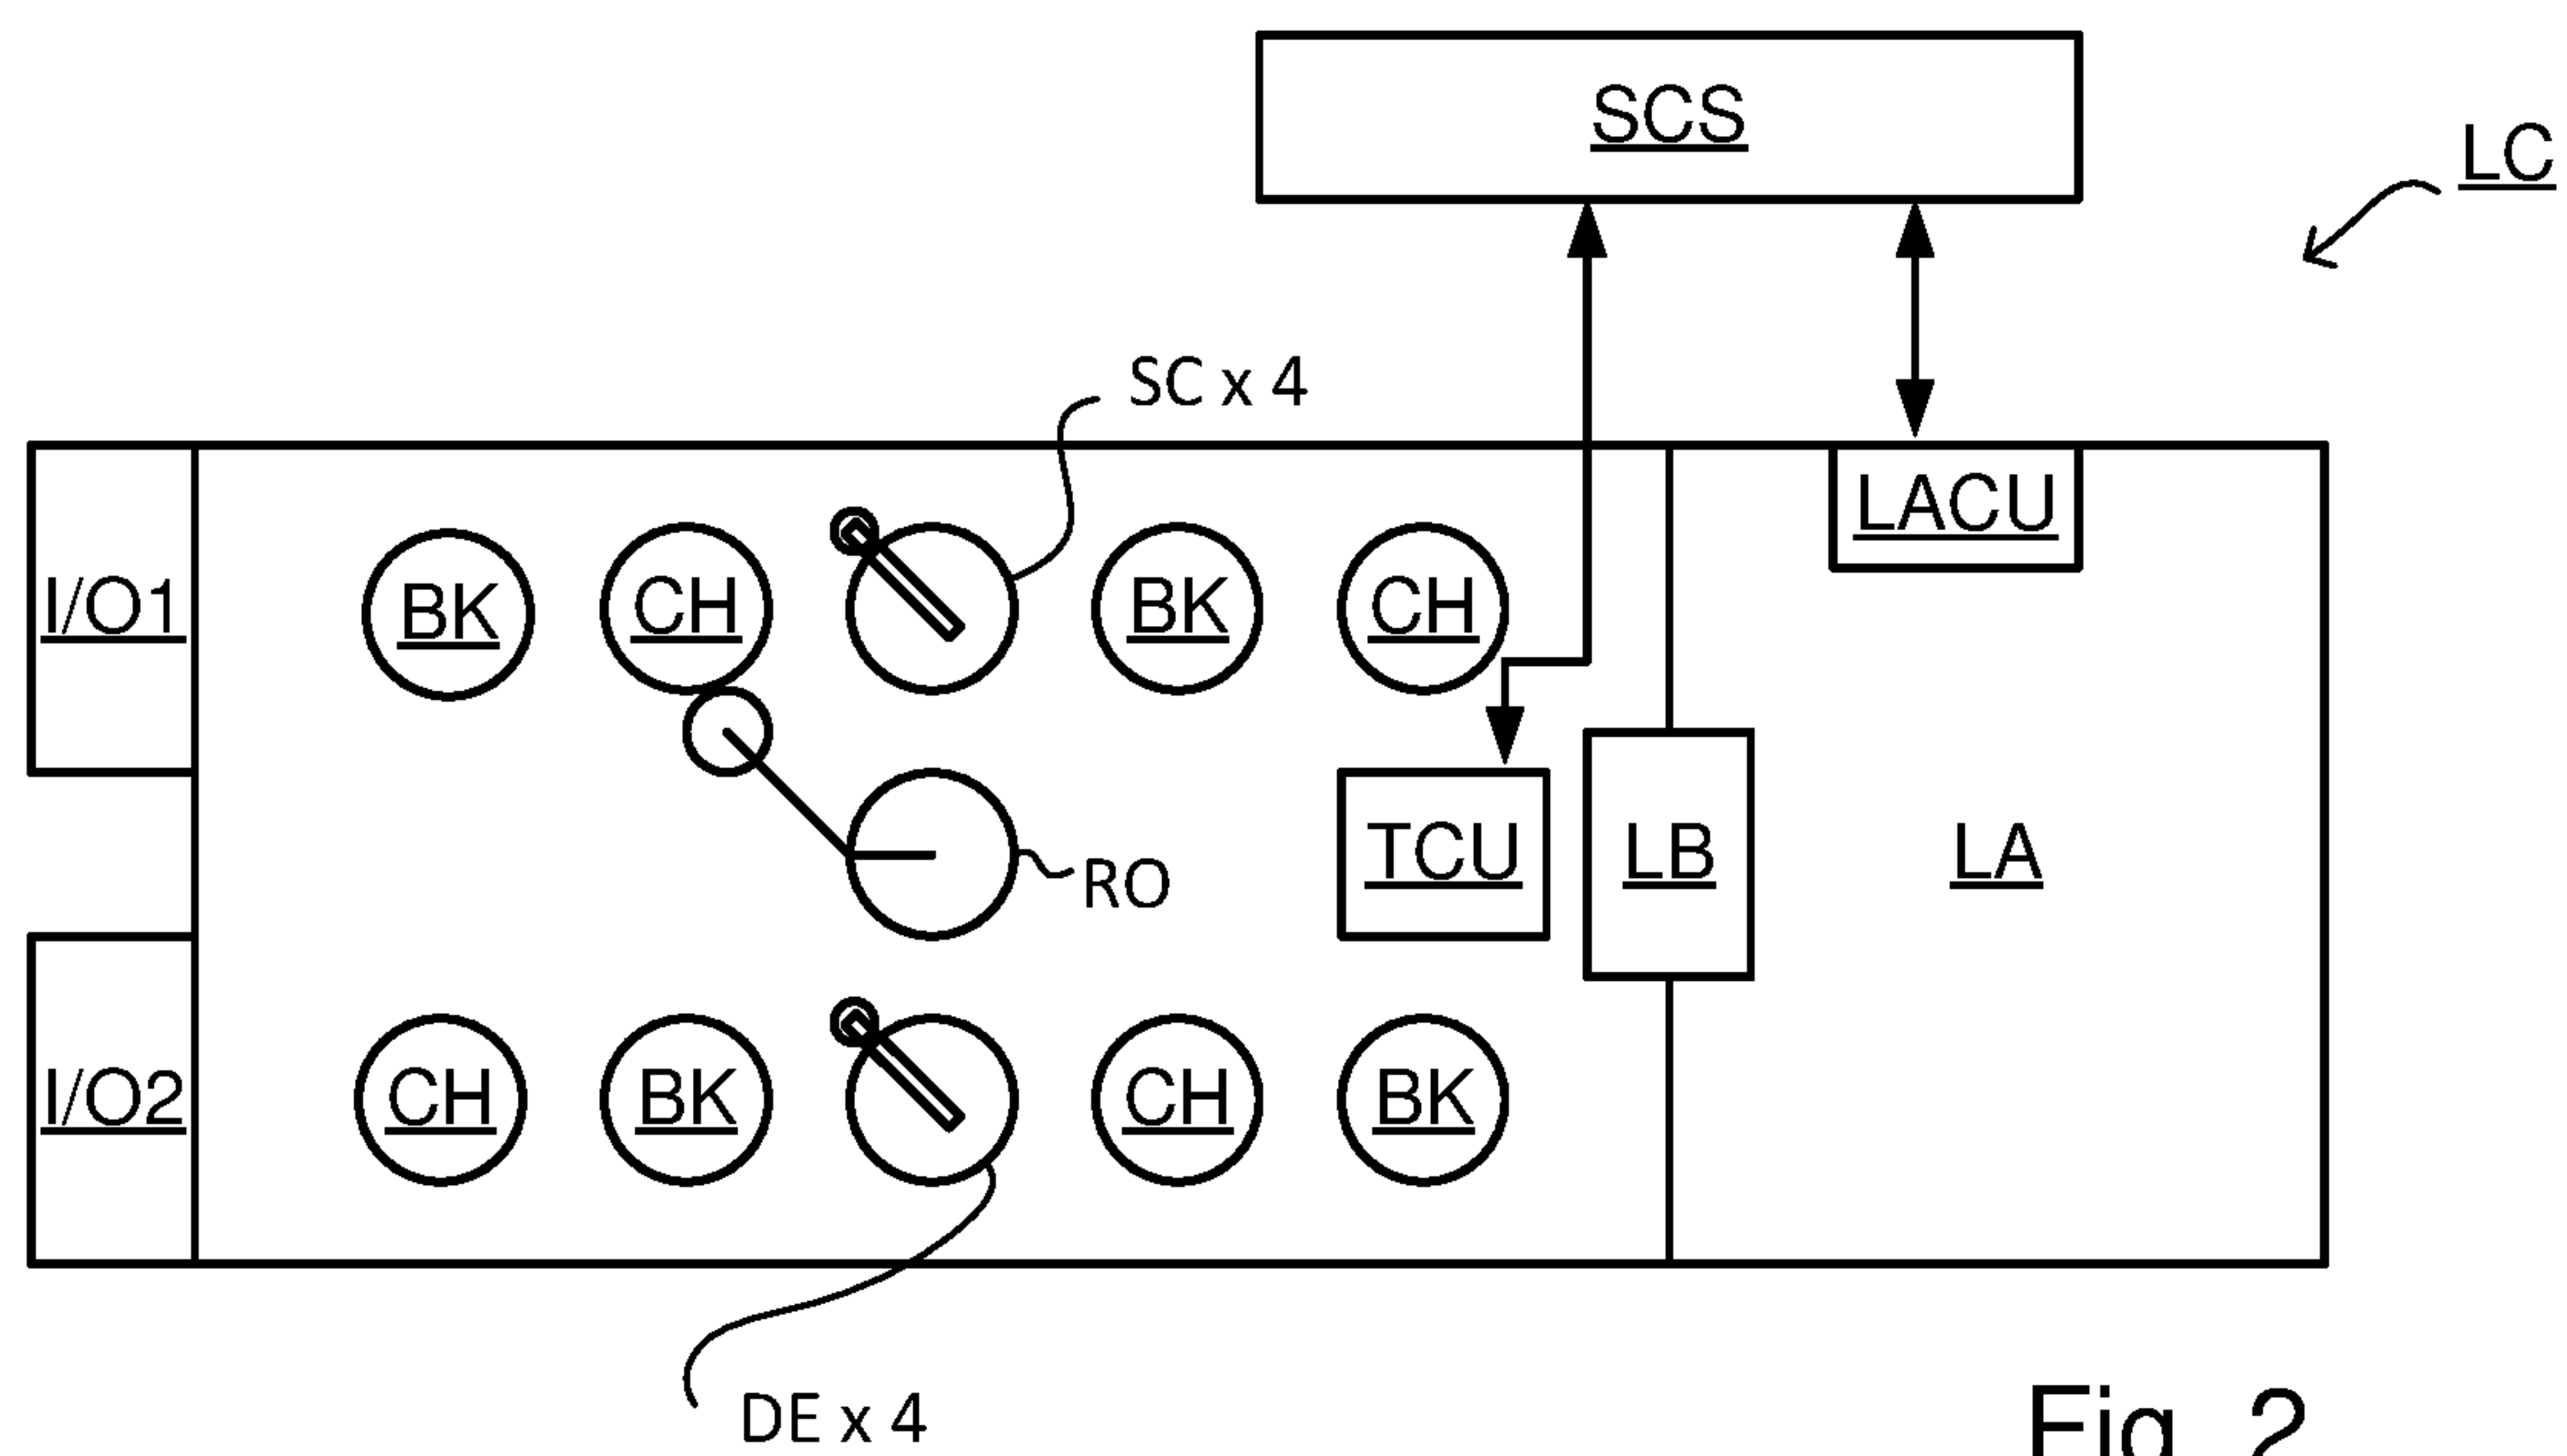 SCS
LC
SC x 4
LACU
I/O1
BK
CH
BK
CH
RO
TCU
LB
LA
I/O2
CH
BK
CH
BK
DE x 4
Fig. 2